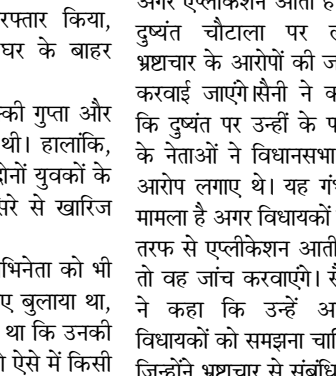 रफ्तार किया,
घर के बाहर
की गुप्ता और
थी। हालांकि,
दोनों युवकों के
सिरे से खारिज
भिनेता को भी
ए बुलाया था,
था कि उनकी
ऐसे में किसी
अगर एप्लीकेशन आती है
दुष्यंत चौटाला पर
भ्रष्टाचार के आरोपों की
करवाई जाएंगे।सैनी ने
कि दुष्यंत पर उन्हीं के
के नेताओं ने विधानसभा
आरोप लगाए थे। यह
मामला है अगर विधायकों
तरफ से एप्लीकेशन आती
तो वह जांच करवाएंगे।
ने कहा कि उन्हें
विधायकों को समझना
जिन्होंने भ्रष्टाचार से